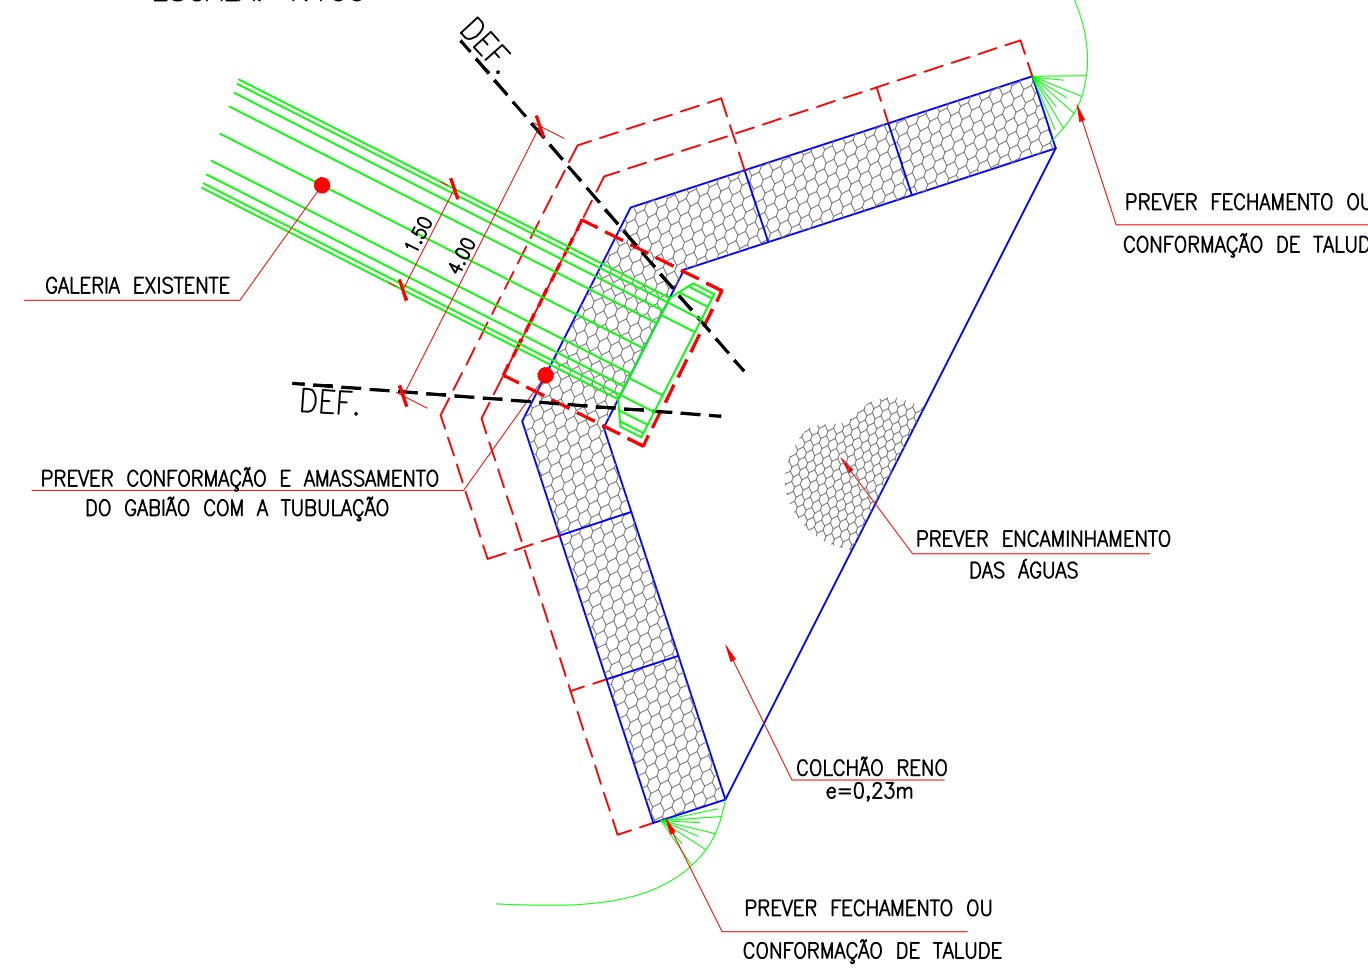 DEF.
PREVER FECHAMENTO OU
CONFORMAÇÃO DE TALUD
1.50
4.00
GALERIA EXISTENTE
DEF.
PREVER CONFORMAÇÃO E AMASSAMENTO
DO GABIÃO COM A TUBULAÇÃO
PREVER ENCAMINHAMENTO
DAS ÁGUAS
COLCHÃO RENO
e=0,23m
PREVER FECHAMENTO OU
CONFORMAÇÃO DE TALUDE